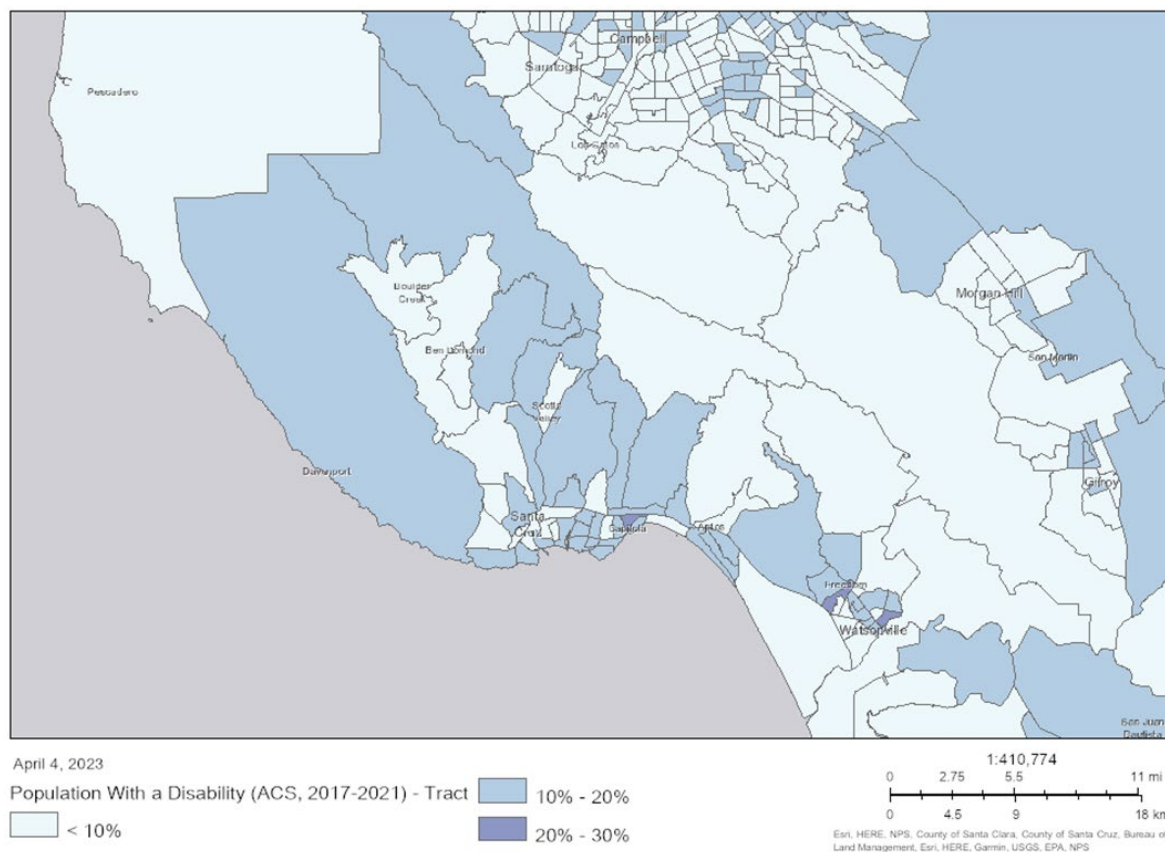 Campbell
Saratoga
Pescadero
Los Gatos
Boulder
Creek
Morgan Hill
Ben Lomond
San Martin
Scotts
Valley
Davenport
Gilroy
Santa
Cruz
Capitola
Aptos
Freedom
Watsonville
San Juan
Bautista
April 4, 2023
Population With a Disability (ACS, 2017-2021) - Tract
< 10%
10% - 20%
20% - 30%
1:410,774
0 2.75 5.5 11 mi
0 4.5 9 18 km
Esri, HERE, NPS, County of Santa Clara, County of Santa Cruz, Bureau of
Land Management, Esri, HERE, Garmin, USGS, EPA, NPS